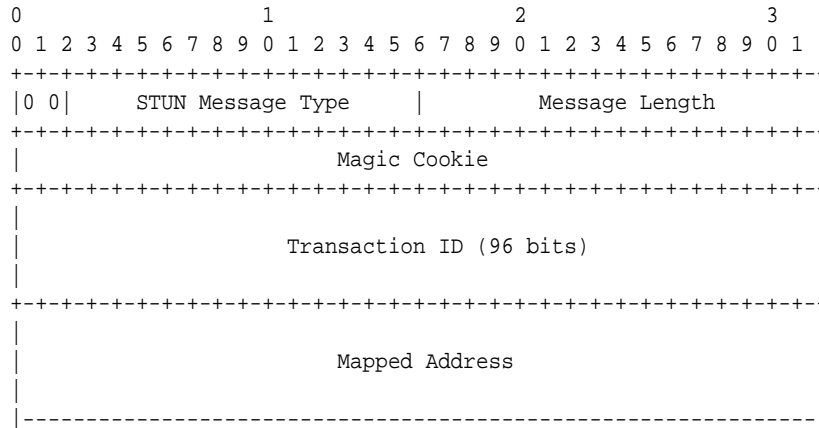 0                   1                   2                   3
0 1 2 3 4 5 6 7 8 9 0 1 2 3 4 5 6 7 8 9 0 1 2 3 4 5 6 7 8 9 0 1
+-+-+-+-+-+-+-+-+-+-+-+-+-+-+-+-+-+-+-+-+-+-+-+-+-+-+-+-+-+-+-+-+-
|0 0|     STUN Message Type     |         Message Length
+-+-+-+-+-+-+-+-+-+-+-+-+-+-+-+-+-+-+-+-+-+-+-+-+-+-+-+-+-+-+-+-+-
|                         Magic Cookie
+-+-+-+-+-+-+-+-+-+-+-+-+-+-+-+-+-+-+-+-+-+-+-+-+-+-+-+-+-+-+-+-+-
|
|                     Transaction ID (96 bits)
|
+-+-+-+-+-+-+-+-+-+-+-+-+-+-+-+-+-+-+-+-+-+-+-+-+-+-+-+-+-+-+-+-+-
|
|                         Mapped Address
|
|---------------------------------------------------------------